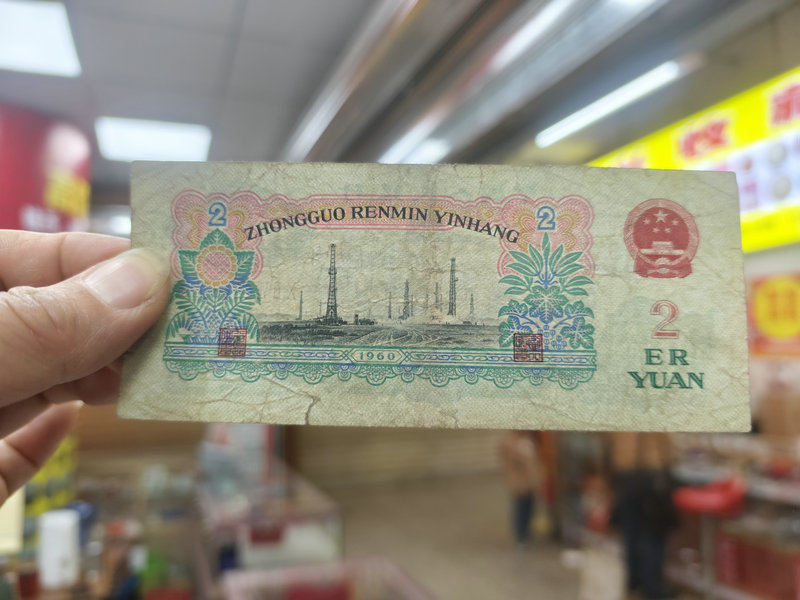 2
2
ZHONGGUO RENMIN YINHANG
1960
2
ER
YUAN